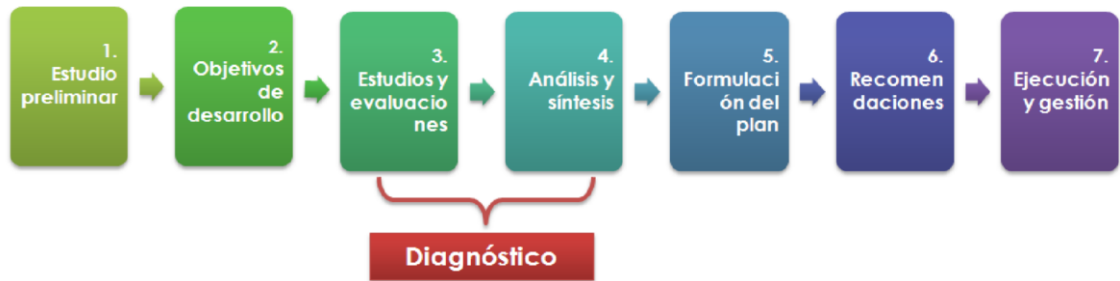 1.
Estudio
preliminar
2.
Objetivos
de
desarrollo
3.
Estudios y
evaluacio
nes
4.
Análisis y
síntesis
5.
Formulaci
ón del
plan
6.
Recomen
daciones
7.
Ejecución
y gestión
Diagnóstico